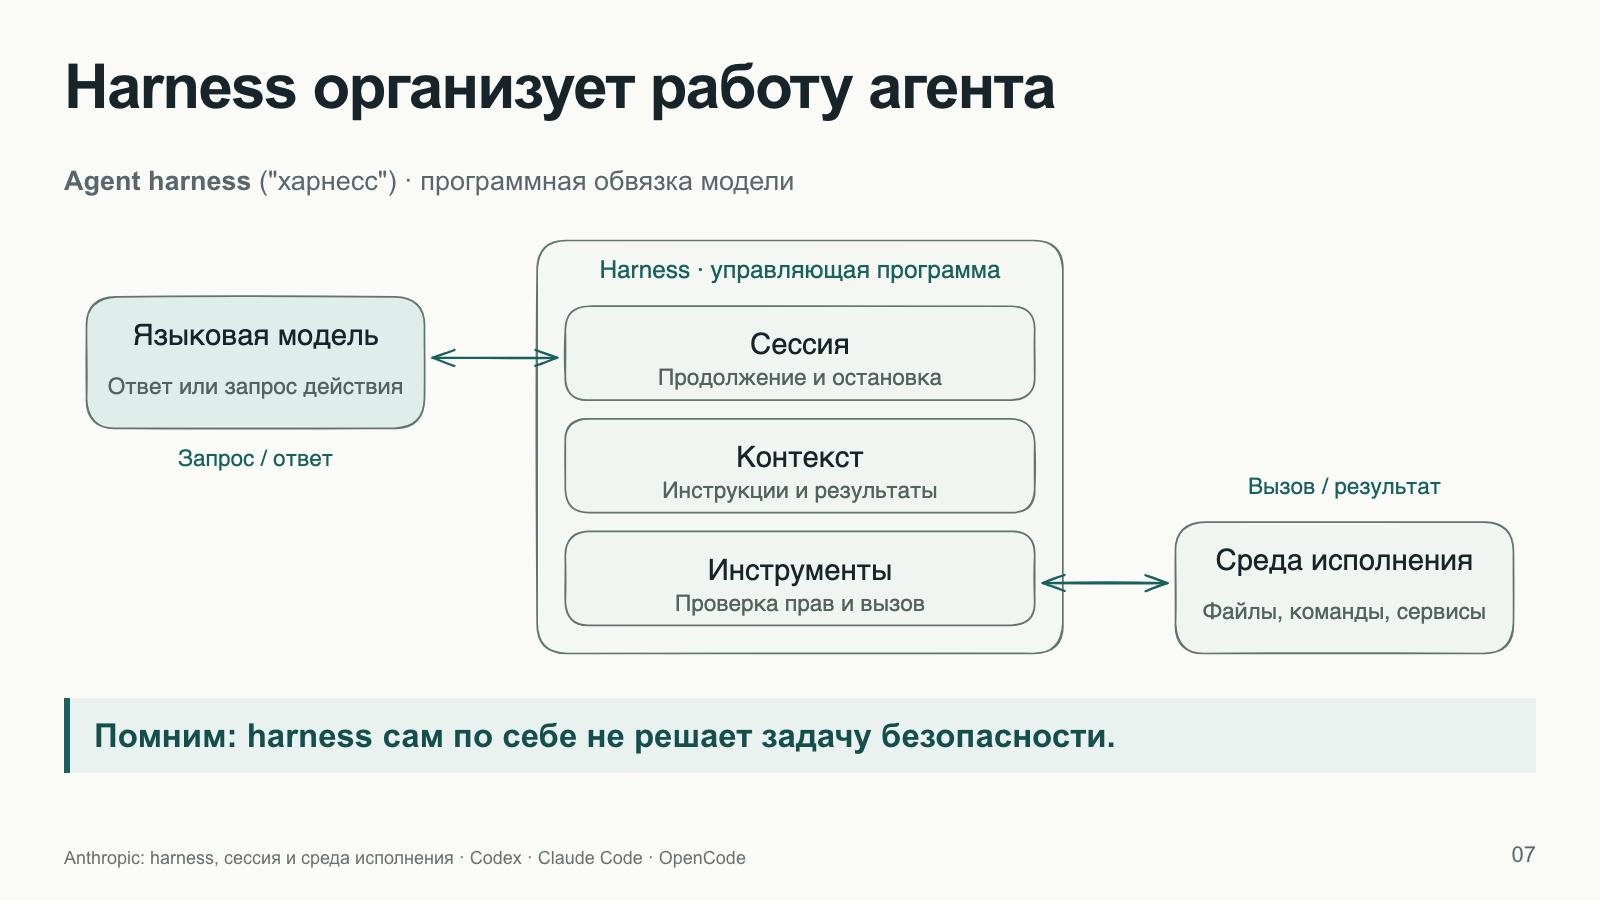 Harness организует работу агента
Agent harness ("харнесс") · программная обвязка модели
Harness · управляющая программа
Языковая модель
Ответ или запрос действия
Запрос / ответ
Сессия
Продолжение и остановка
Контекст
Инструкции и результаты
Инструменты
Проверка прав и вызов
Вызов / результат
Среда исполнения
Файлы, команды, сервисы
Помним: harness сам по себе не решает задачу безопасности.
Anthropic: harness, сессия и среда исполнения · Codex · Claude Code · OpenCode
07